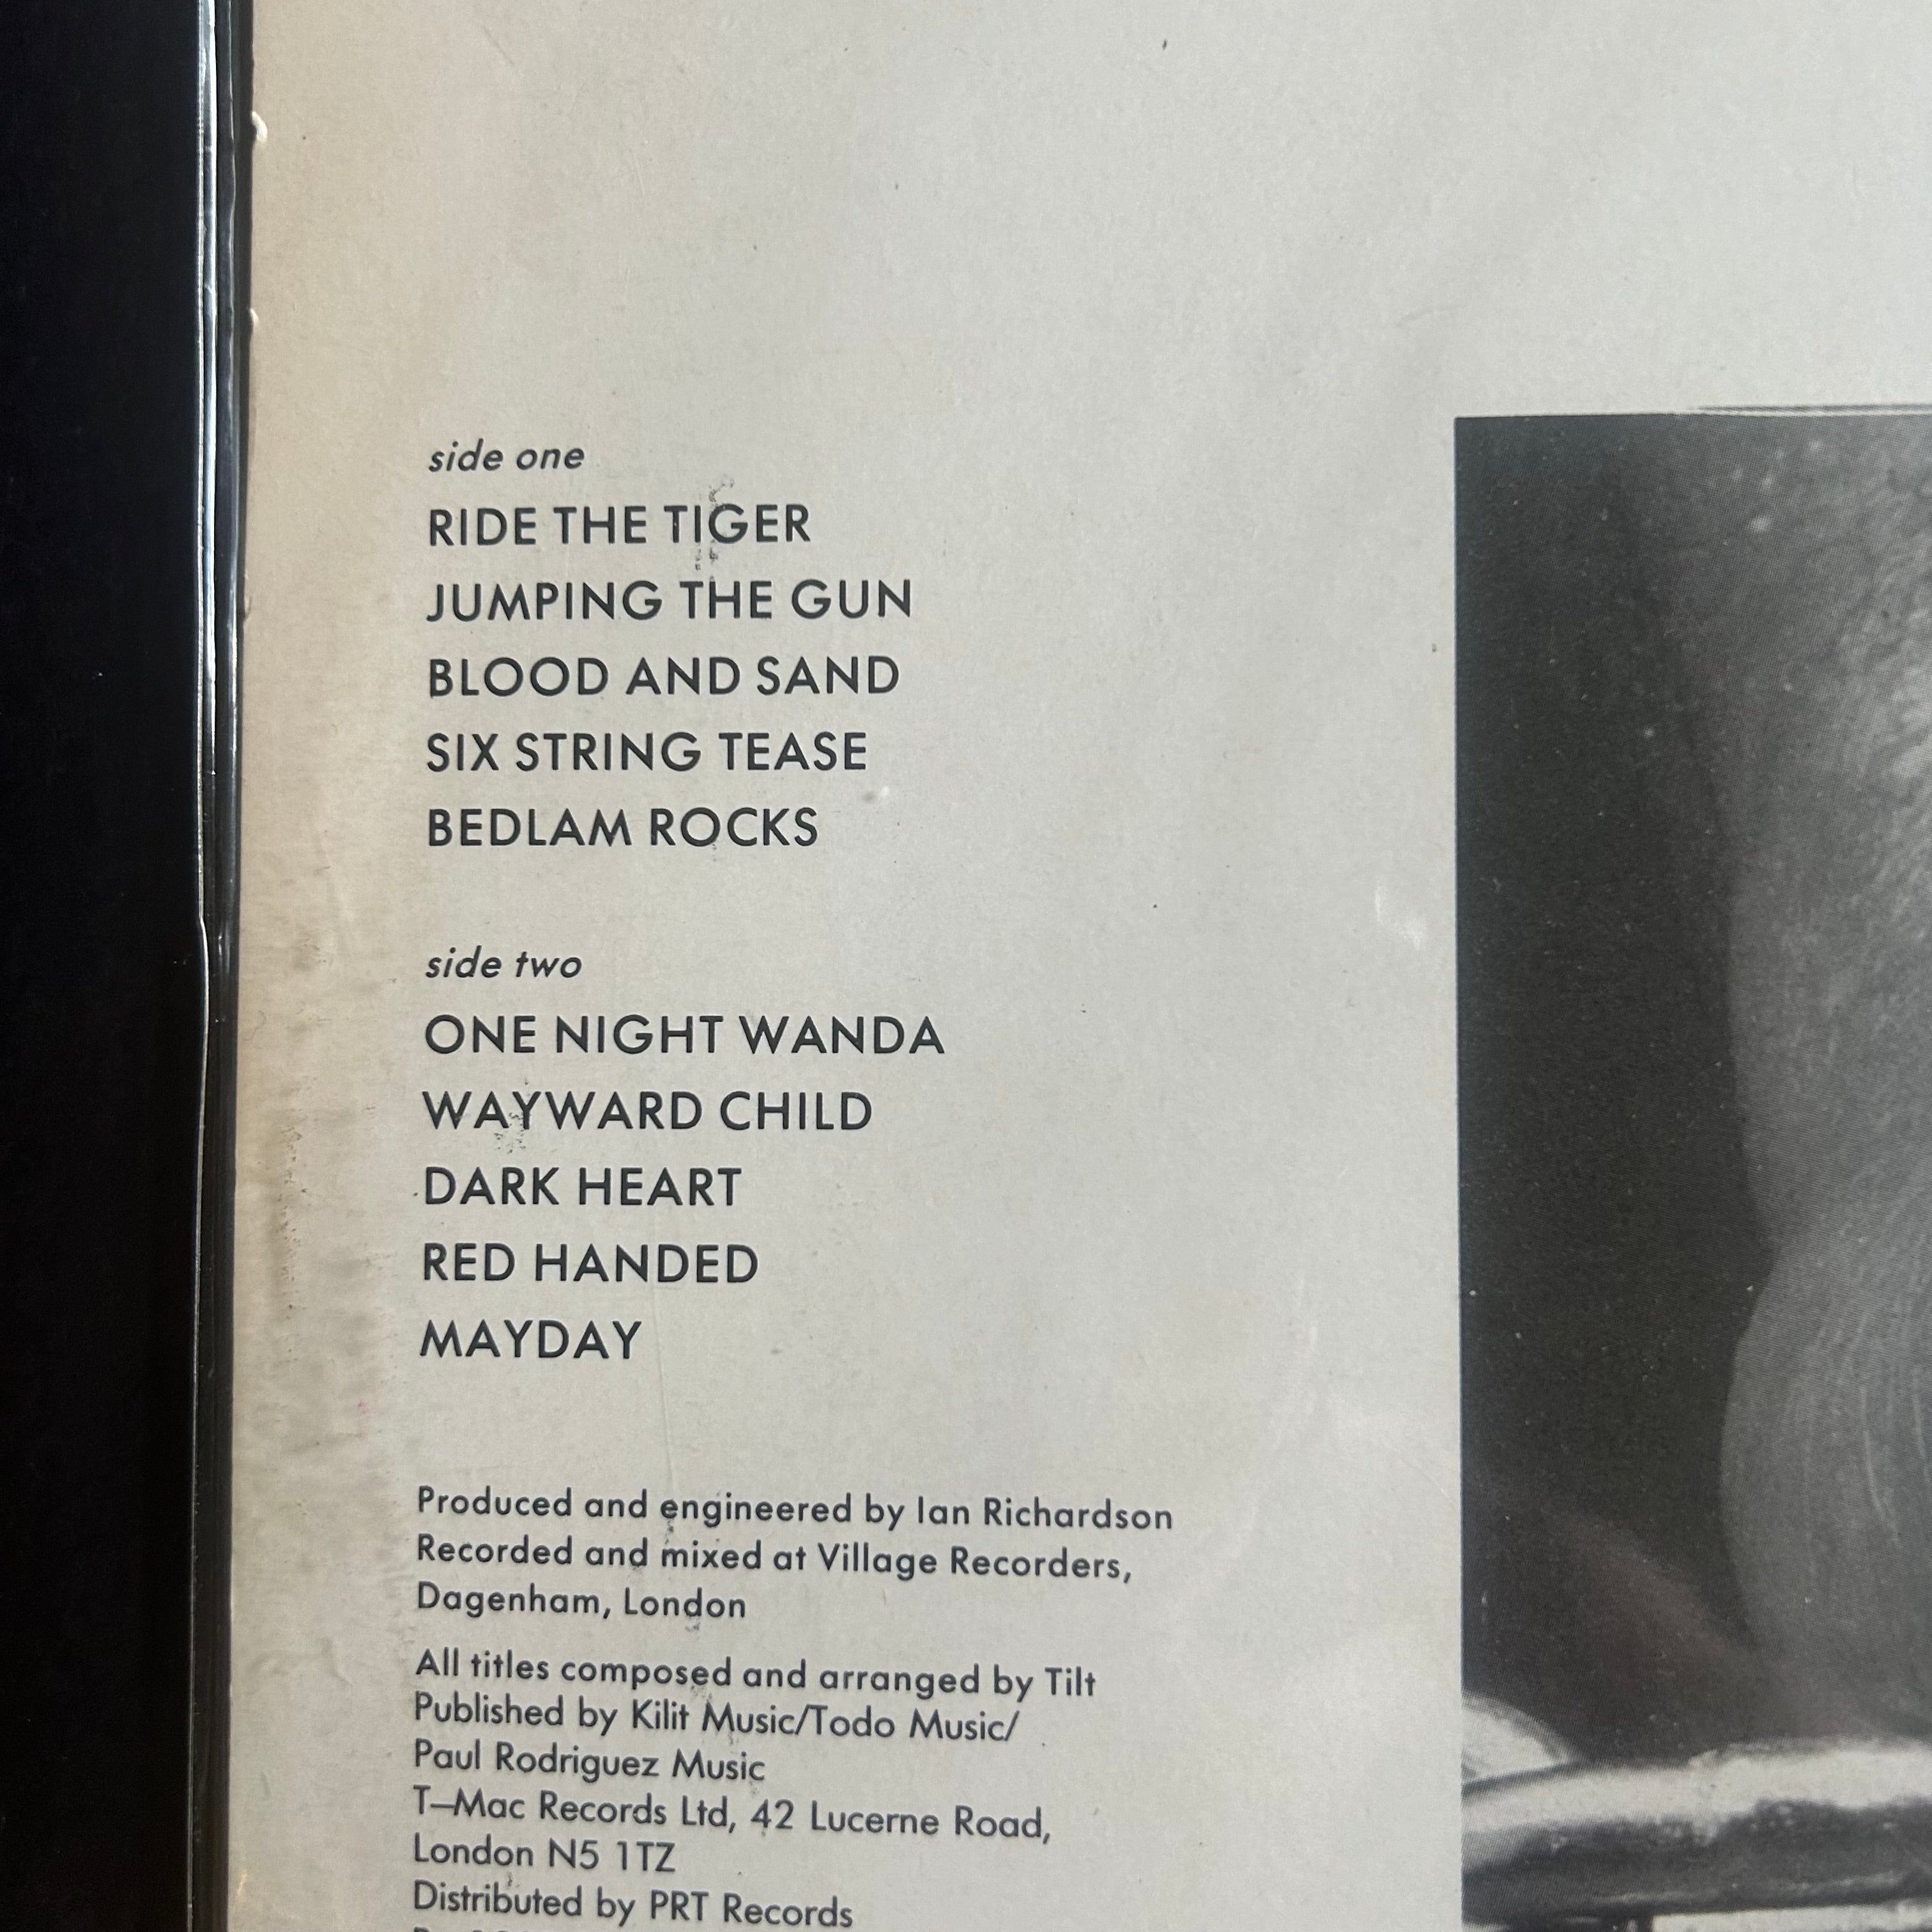 side one
RIDE THE TIGER
JUMPING THE GUN
BLOOD AND SAND
SIX STRING TEASE
BEDLAM ROCKS
side two
ONE NIGHT WANDA
WAYWARD CHILD
DARK HEART
RED HANDED
MAYDAY
Produced and engineered by Ian Richardson
Recorded and mixed at Village Recorders,
Dagenham, London
All titles composed and arranged by Tilt
Published by Kilit Music/Todo Music/
Paul Rodriguez Music
T—Mac Records Ltd, 42 Lucerne Road,
London N5 1TZ
Distributed by PRT Records